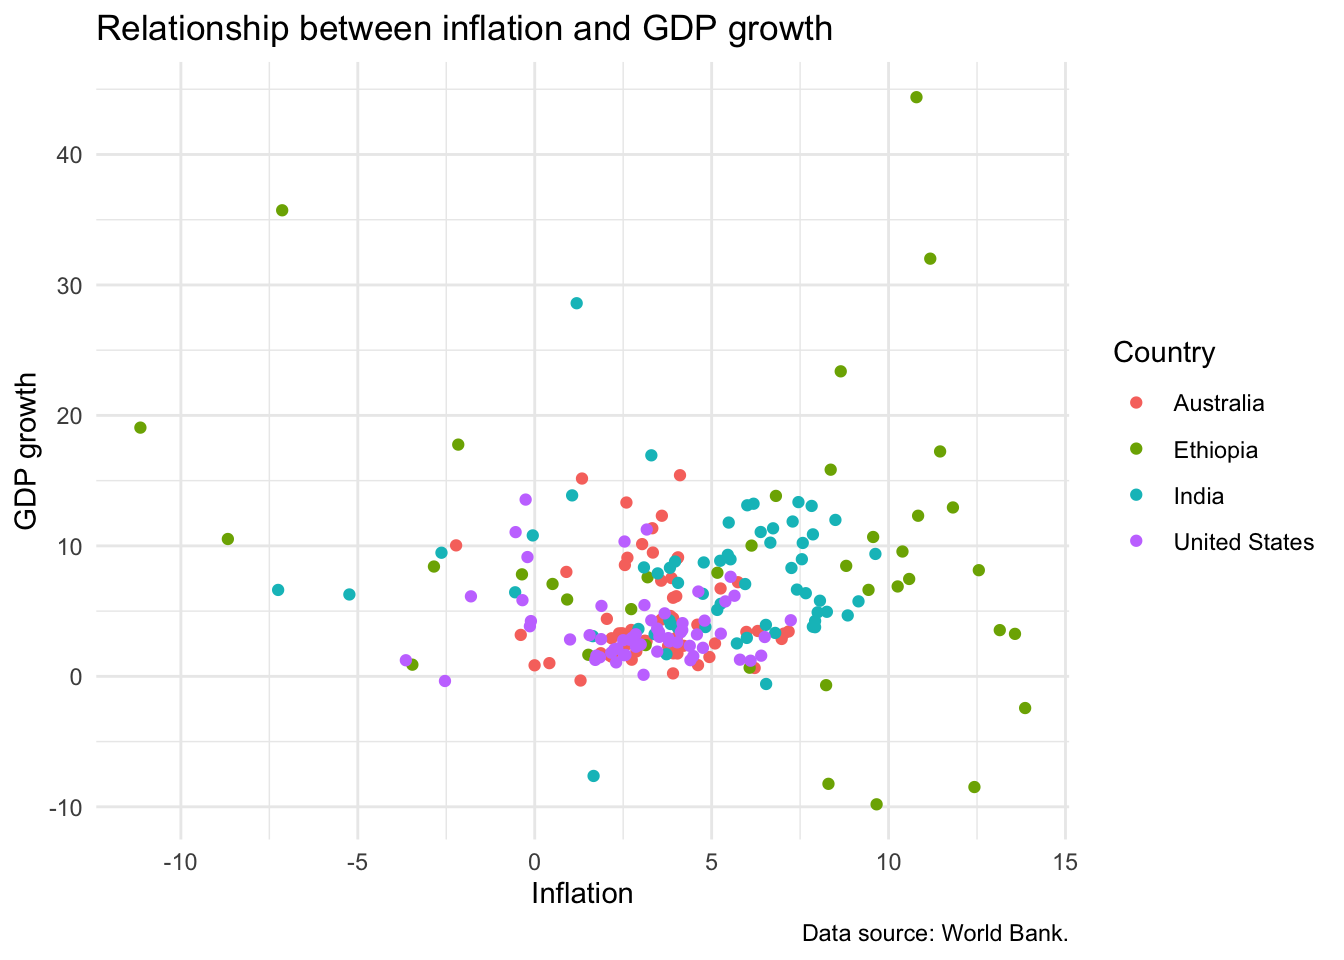 Relationship between inflation and GDP growth
GDP growth
40
30
20
10
0
-10
-10
-5
0
5
10
15
Inflation
Country
Australia
Ethiopia
India
United States
Data source: World Bank.